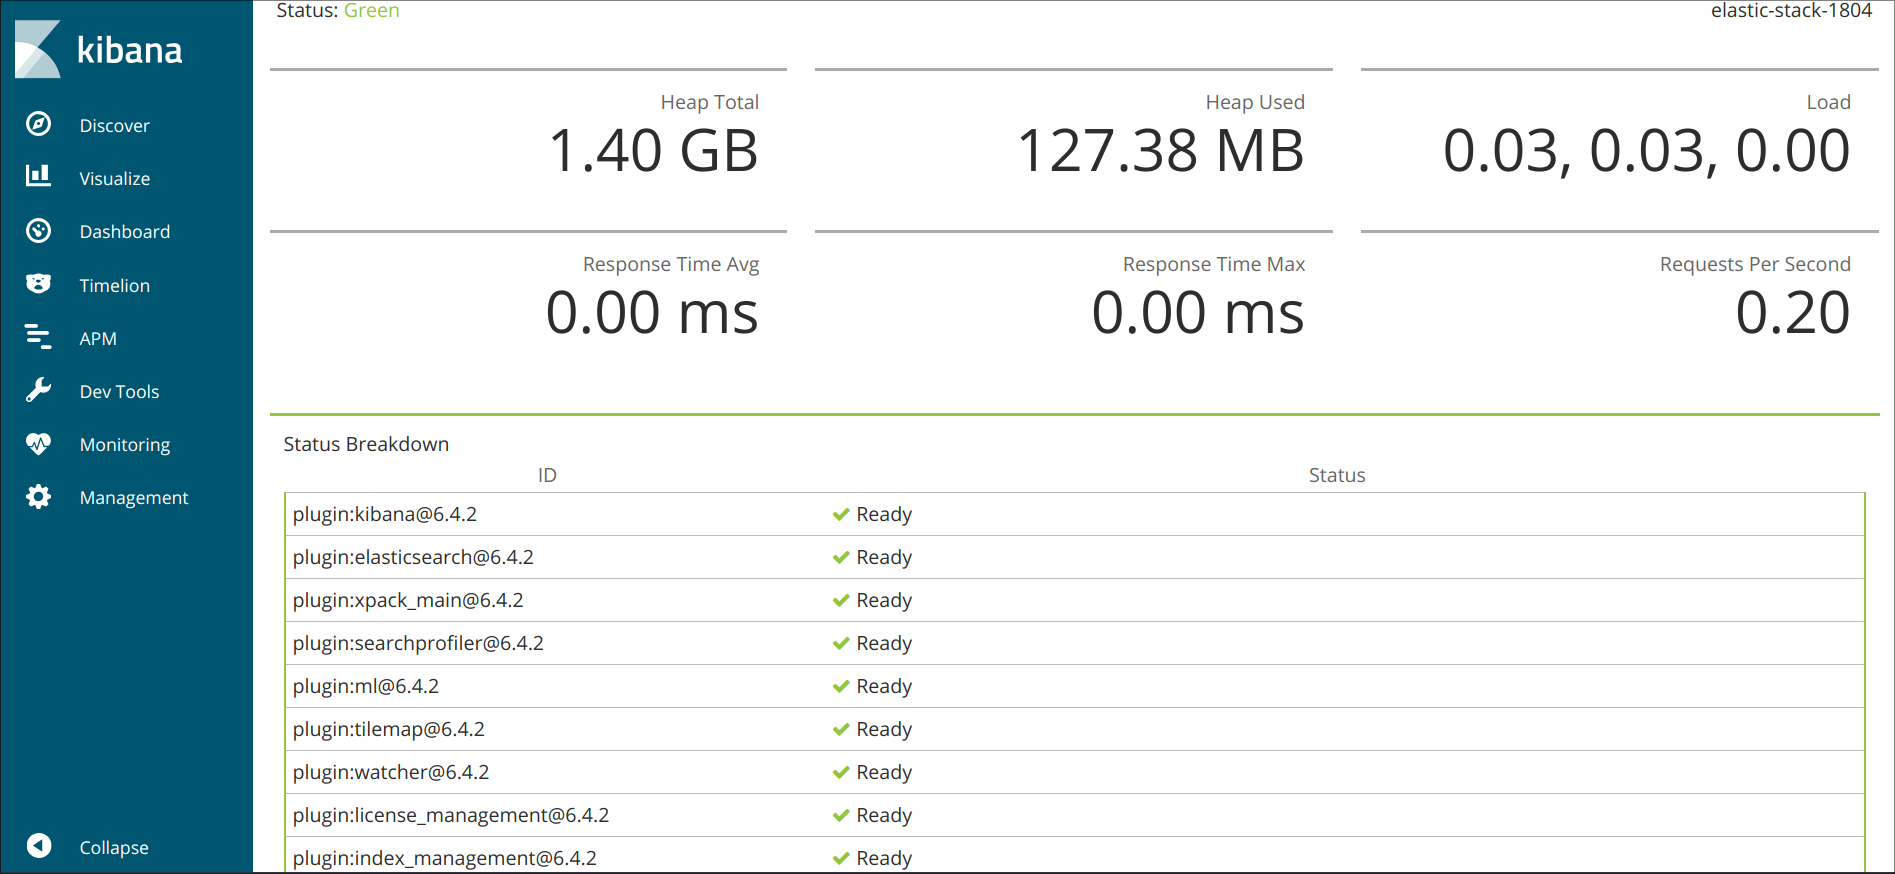 kibana
Discover
Visualize
Dashboard
Timelion
APM
Dev Tools
Monitoring
Management
Collapse
Status: Green
elastic-stack-1804
Heap Total
1.40 GB
Heap Used
127.38 MB
Load
0.03, 0.03, 0.00
Response Time Avg
0.00 ms
Response Time Max
0.00 ms
Requests Per Second
0.20
Status Breakdown
ID Status
plugin:kibana@6.4.2 Ready
plugin:elasticsearch@6.4.2 Ready
plugin:xpack_main@6.4.2 Ready
plugin:searchprofiler@6.4.2 Ready
plugin:ml@6.4.2 Ready
plugin:tilemap@6.4.2 Ready
plugin:watcher@6.4.2 Ready
plugin:license_management@6.4.2 Ready
plugin:index_management@6.4.2 Ready